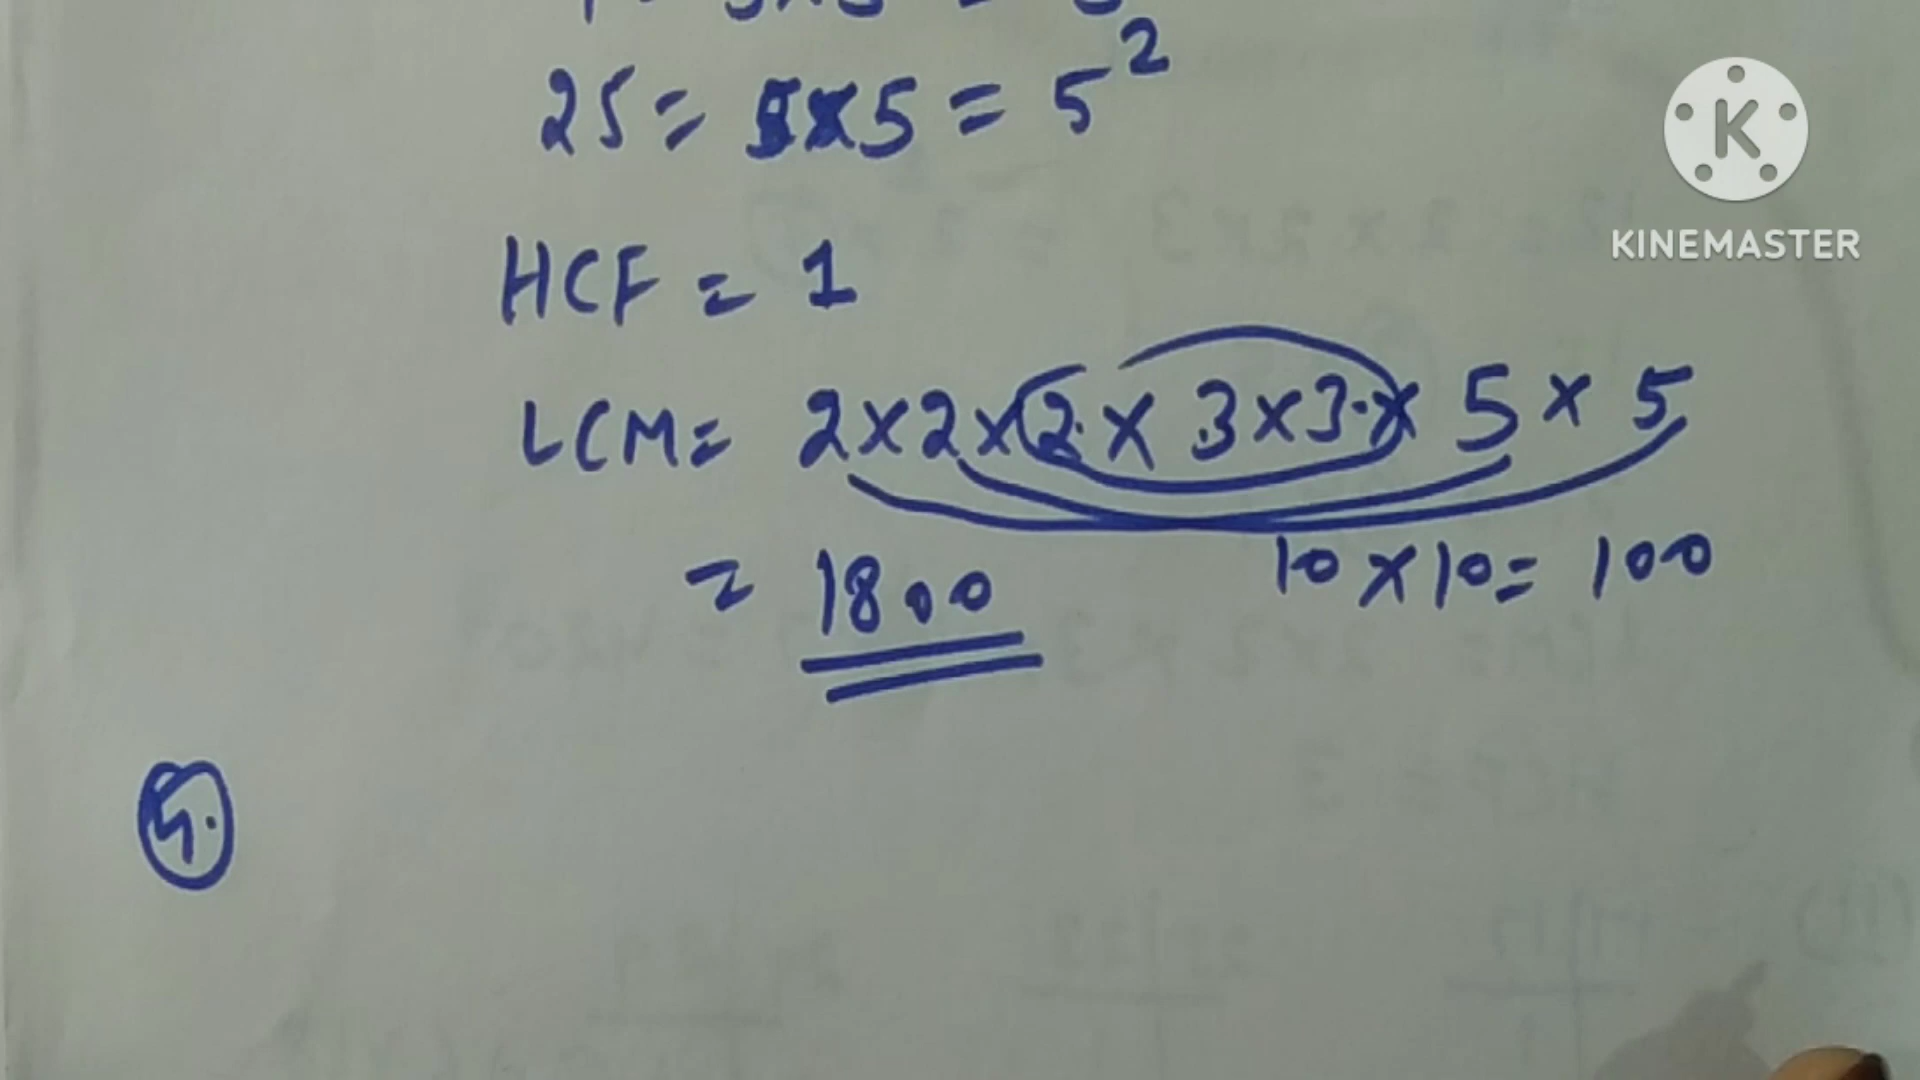 25 = 5×5 = 5²
KINEMASTER
HCF = 1
LCM = 2×2×2× 3×3× 5 × 5
= 1800
10 × 10 = 100
4.